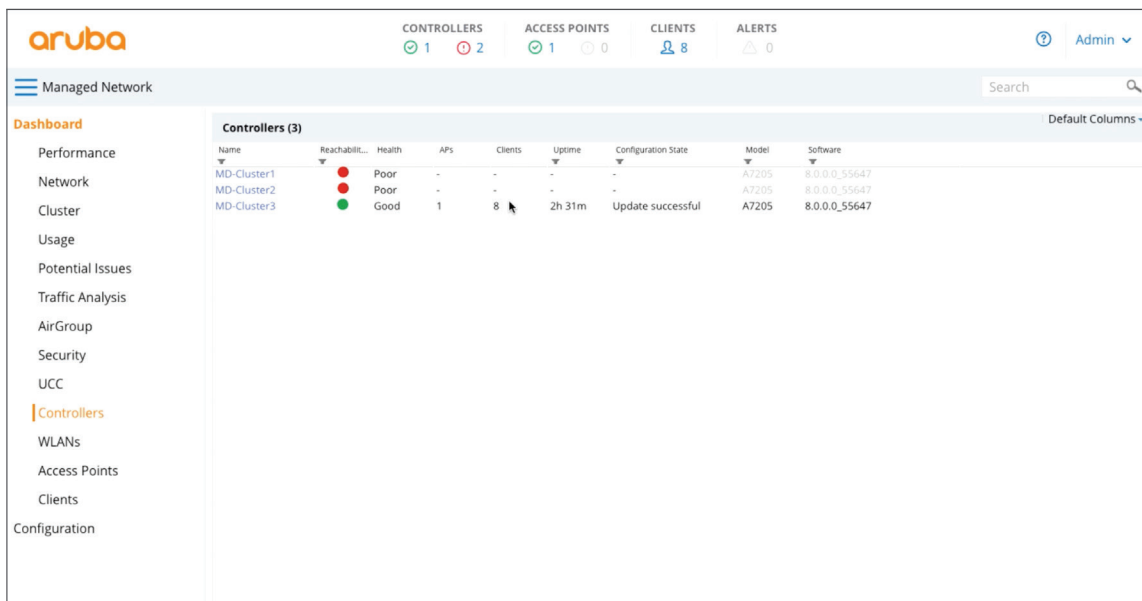 aruba
CONTROLLERS ACCESS POINTS CLIENTS ALERTS
1 2 1 0 8 0
? Admin
Managed Network
Search
Dashboard
Performance
Network
Cluster
Usage
Potential Issues
Traffic Analysis
AirGroup
Security
UCC
Controllers
WLANs
Access Points
Clients
Configuration
Default Columns
Controllers (3)
Name Reachabilit... Health APs Clients Uptime Configuration State Model Software
MD-Cluster1 Poor - - - - A7205 8.0.0.0_55647
MD-Cluster2 Poor - - - - A7205 8.0.0.0_55647
MD-Cluster3 Good 1 8 2h 31m Update successful A7205 8.0.0.0_55647